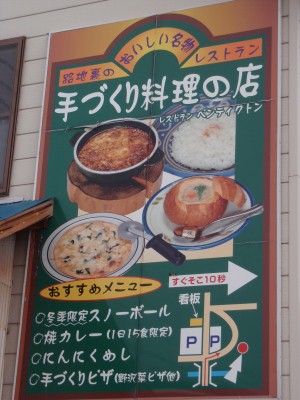 おいしい名物
路地裏の
レストラン
手づくり料理の店
レストラン ベンディクトン
すぐそこ10秒
看板
P P
おすすめメニュー
○冬季限定スノーボール
○焼カレー(1日15食限定)
○にんにくめし
○手づくりピザ(野沢菜ピザ他)